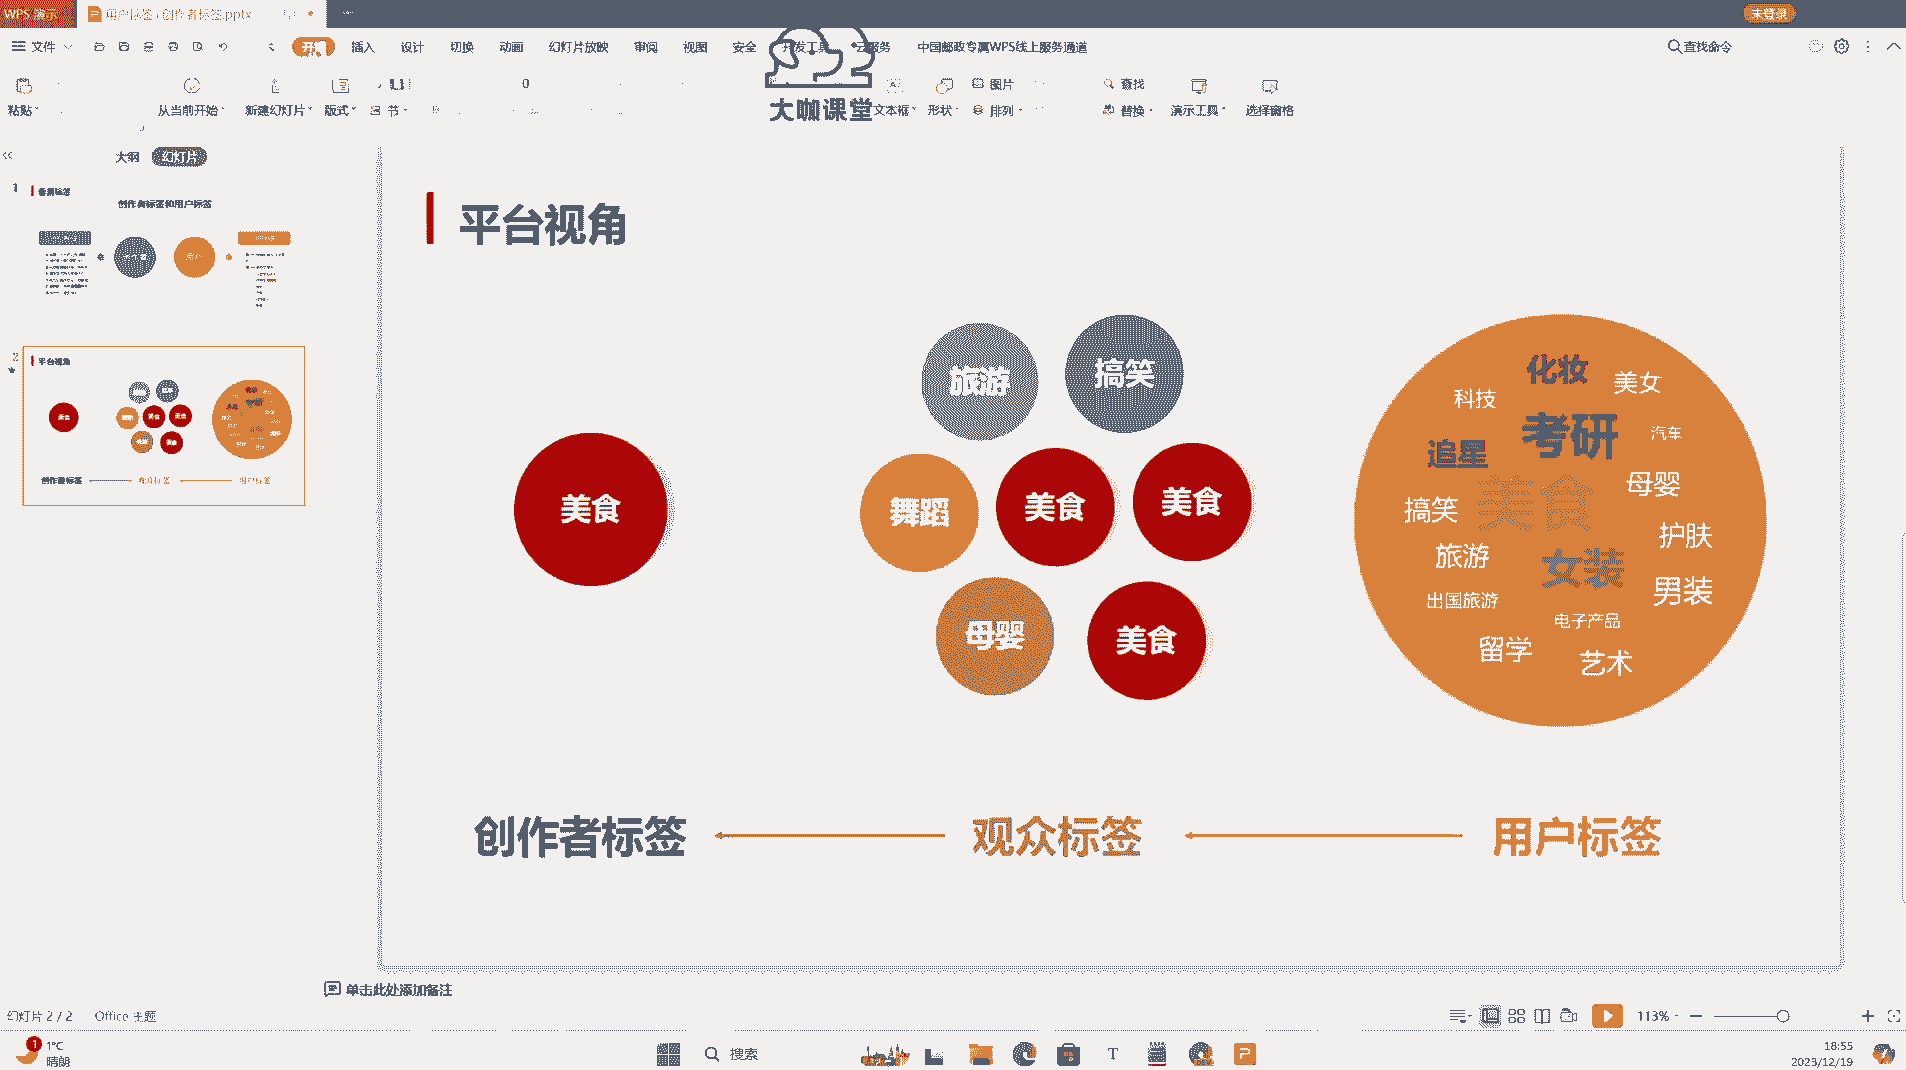 WPS 演示
用户标签 创作者标签.pptx
未登录
文件
开始
插入
设计
切换
动画
幻灯片放映
审阅
视图
安全
开发工具
云服务
中国邮政专属WPS线上服务通道
查找命令
粘贴
从当前开始
新建幻灯片
版式
节
0
大咖课堂
文本框
形状
图片
排列
查找
替换
演示工具
选择窗格
大纲
幻灯片
1
创作者标签和用户标签
2
平台视角
美食
创作者标签
观众标签
用户标签
平台视角
美食
旅游
搞笑
舞蹈
美食
美食
母婴
美食
化妆
科技
美女
考研
追星
汽车
母婴
搞笑
美食
护肤
旅游
女装
出国旅游
男装
电子产品
留学
艺术
创作者标签
观众标签
用户标签
单击此处添加备注
幻灯片 2 / 2
Office 主题
113%
1
1°C
晴朗
搜索
18:55
2023/12/19